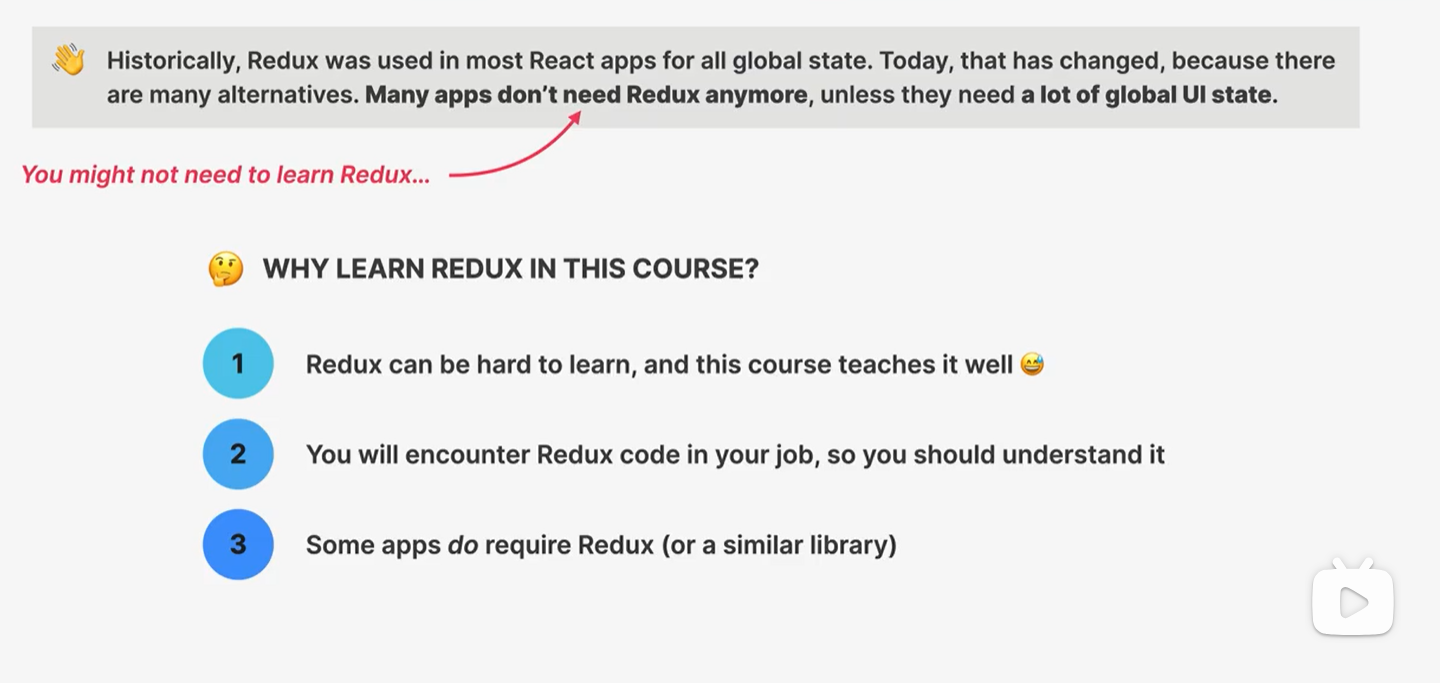 👋 Historically, Redux was used in most React apps for all global state. Today, that has changed, because there
are many alternatives. Many apps don’t need Redux anymore, unless they need a lot of global UI state.
You might not need to learn Redux...
🤔 WHY LEARN REDUX IN THIS COURSE?
1 Redux can be hard to learn, and this course teaches it well 😅
2 You will encounter Redux code in your job, so you should understand it
3 Some apps do require Redux (or a similar library)